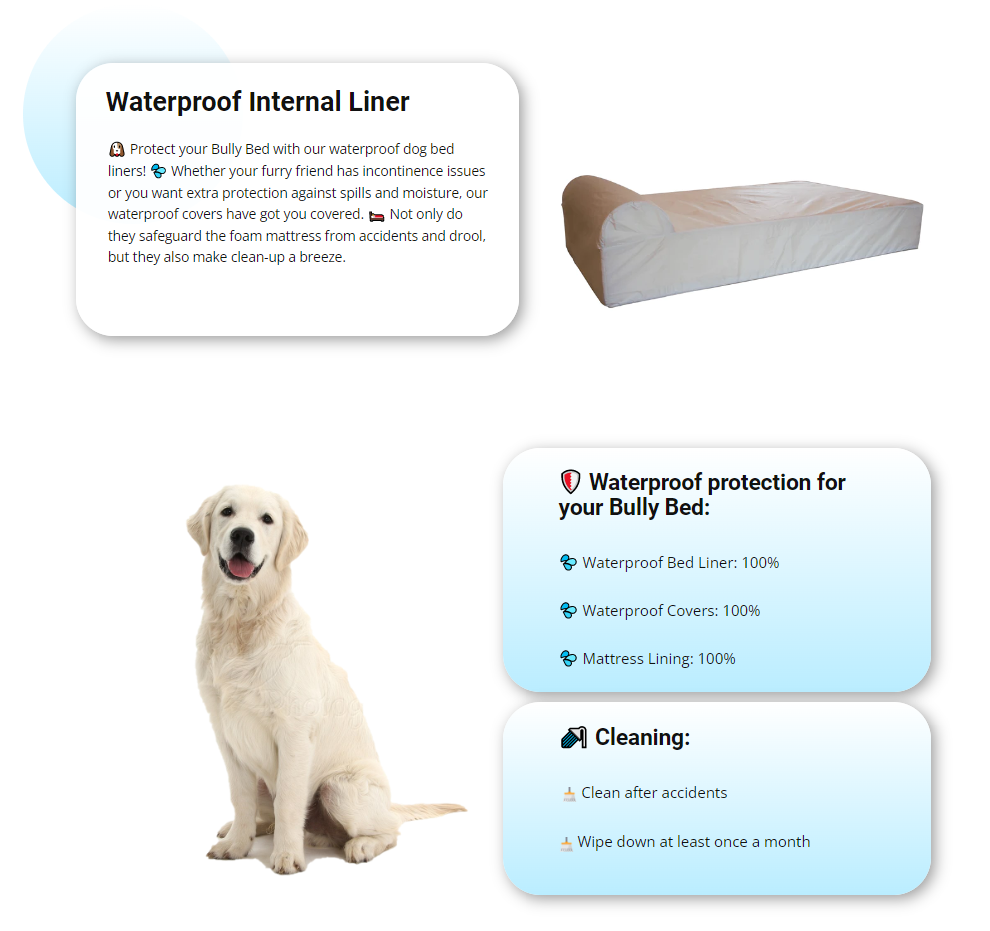 Waterproof Internal Liner
Protect your Bully Bed with our waterproof dog bed
liners! Whether your furry friend has incontinence issues
or you want extra protection against spills and moisture, our
waterproof covers have got you covered. Not only do
they safeguard the foam mattress from accidents and drool,
but they also make clean-up a breeze.
Waterproof protection for
your Bully Bed:
Waterproof Bed Liner: 100%
Waterproof Covers: 100%
Mattress Lining: 100%
Cleaning:
Clean after accidents
Wipe down at least once a month